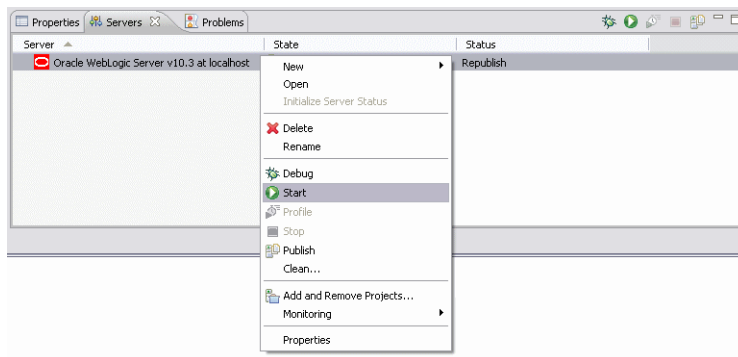 Properties Servers Problems
Server State Status
Oracle WebLogic Server v10.3 at localhost Republish
New
Open
Initialize Server Status
Delete
Rename
Debug
Start
Profile
Stop
Publish
Clean...
Add and Remove Projects...
Monitoring
Properties